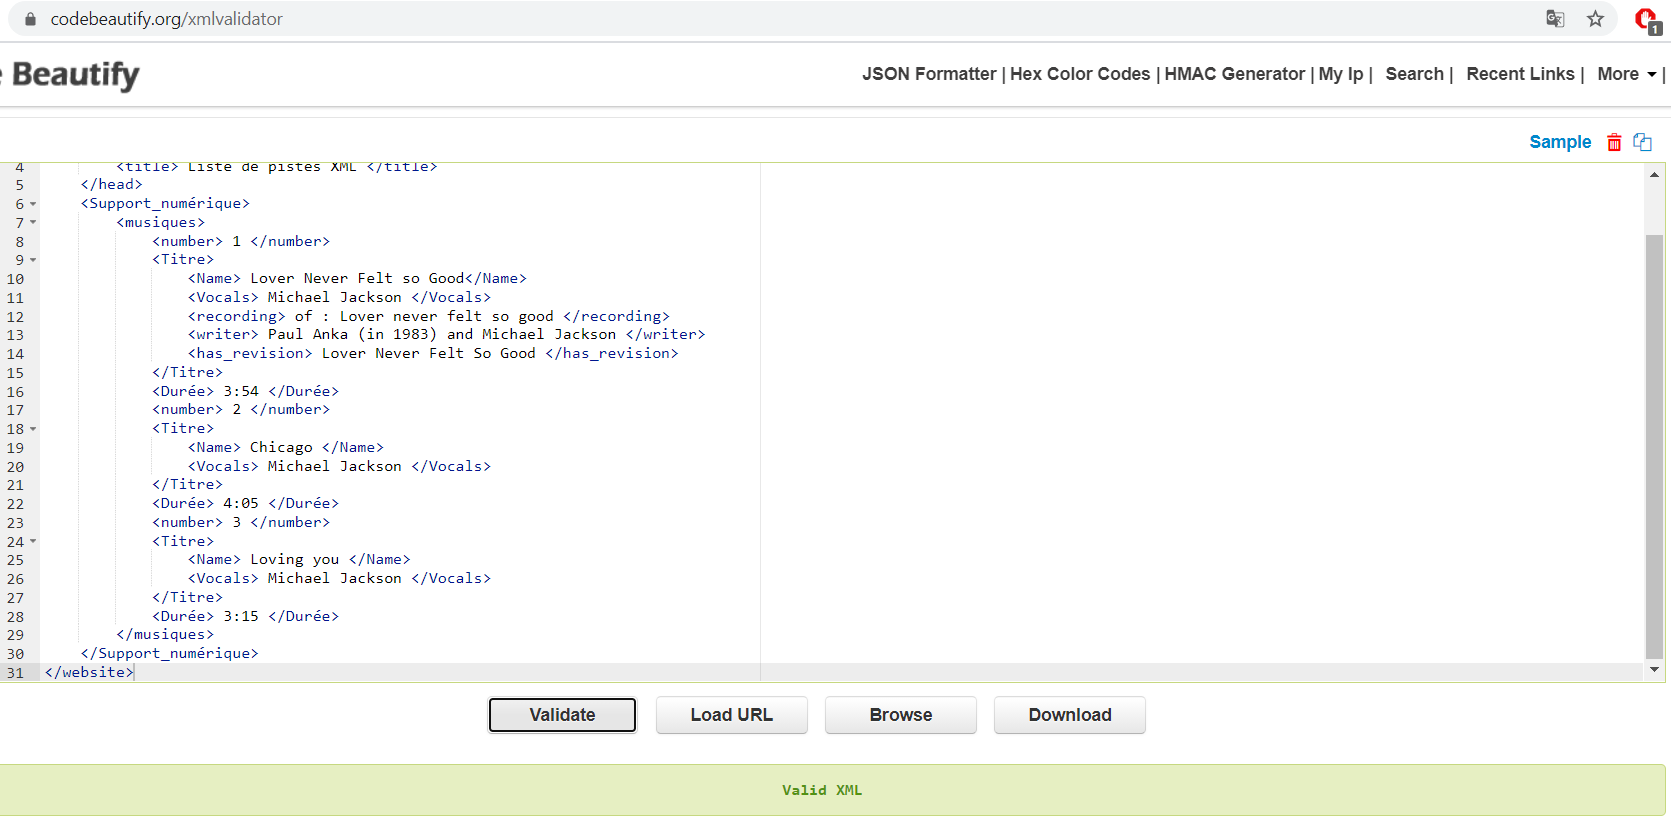 codebeautify.org/xmlvalidator
1
Beautify
JSON Formatter | Hex Color Codes | HMAC Generator | My Ip | Search | Recent Links | More |
Sample
4 <title> Liste de pistes XML </title>
5 </head>
6 <Support_numérique>
7 <musiques>
8 <number> 1 </number>
9 <Titre>
10 <Name> Lover Never Felt so Good</Name>
11 <Vocals> Michael Jackson </Vocals>
12 <recording> of : Lover never felt so good </recording>
13 <writer> Paul Anka (in 1983) and Michael Jackson </writer>
14 <has_revision> Lover Never Felt So Good </has_revision>
15 </Titre>
16 <Durée> 3:54 </Durée>
17 <number> 2 </number>
18 <Titre>
19 <Name> Chicago </Name>
20 <Vocals> Michael Jackson </Vocals>
21 </Titre>
22 <Durée> 4:05 </Durée>
23 <number> 3 </number>
24 <Titre>
25 <Name> Loving you </Name>
26 <Vocals> Michael Jackson </Vocals>
27 </Titre>
28 <Durée> 3:15 </Durée>
29 </musiques>
30 </Support_numérique>
31 </website>
Validate Load URL Browse Download
Valid XML